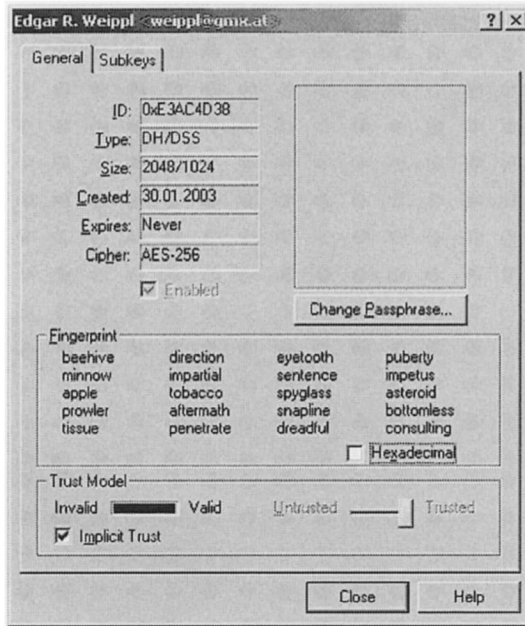 Edgar R. Weippl <weippl@gmx.at>
? ×
General Subkeys
ID: 0xE3AC4D38
Type: DH/DSS
Size: 2048/1024
Created: 30.01.2003
Expires: Never
Cipher: AES-256
Enabled
Change Passphrase...
Fingerprint
beehive direction eyetooth puberty
minnow impartial sentence impetus
apple tobacco spyglass asteroid
prowler aftermath snapline bottomless
tissue penetrate dreadful consulting
Hexadecimal
Trust Model
Invalid Valid Untrusted Trusted
Implicit Trust
Close Help